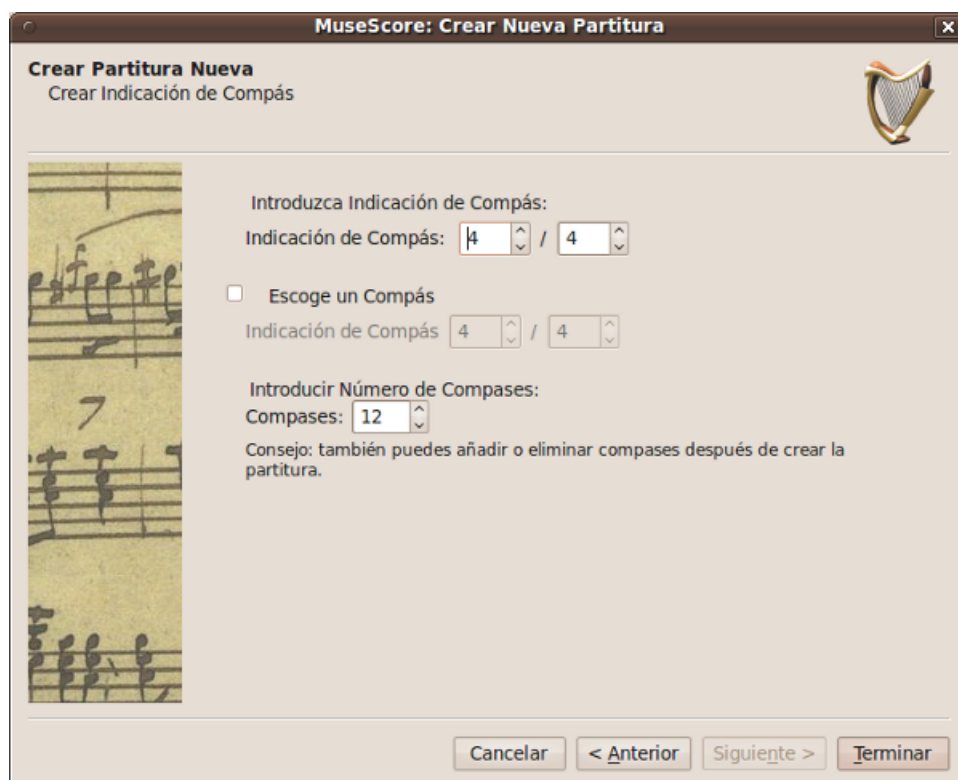 MuseScore: Crear Nueva Partitura
Crear Partitura Nueva
Crear Indicación de Compás
Introduzca Indicación de Compás:
Indicación de Compás: 4 / 4
Escoge un Compás
Indicación de Compás 4 / 4
Introducir Número de Compases:
Compases: 12
Consejo: también puedes añadir o eliminar compases después de crear la
partitura.
7
Cancelar < Anterior Siguiente > Terminar